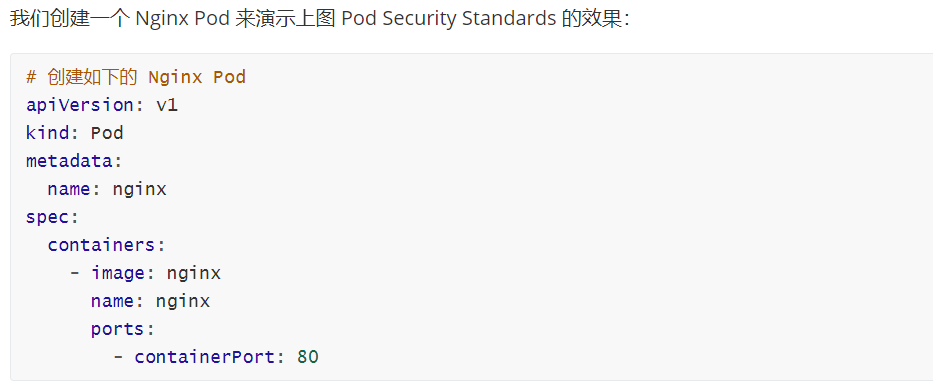 我们创建一个 Nginx Pod 来演示上图 Pod Security Standards 的效果：
# 创建如下的 Nginx Pod
apiVersion: v1
kind: Pod
metadata:
  name: nginx
spec:
  containers:
    - image: nginx
      name: nginx
      ports:
        - containerPort: 80